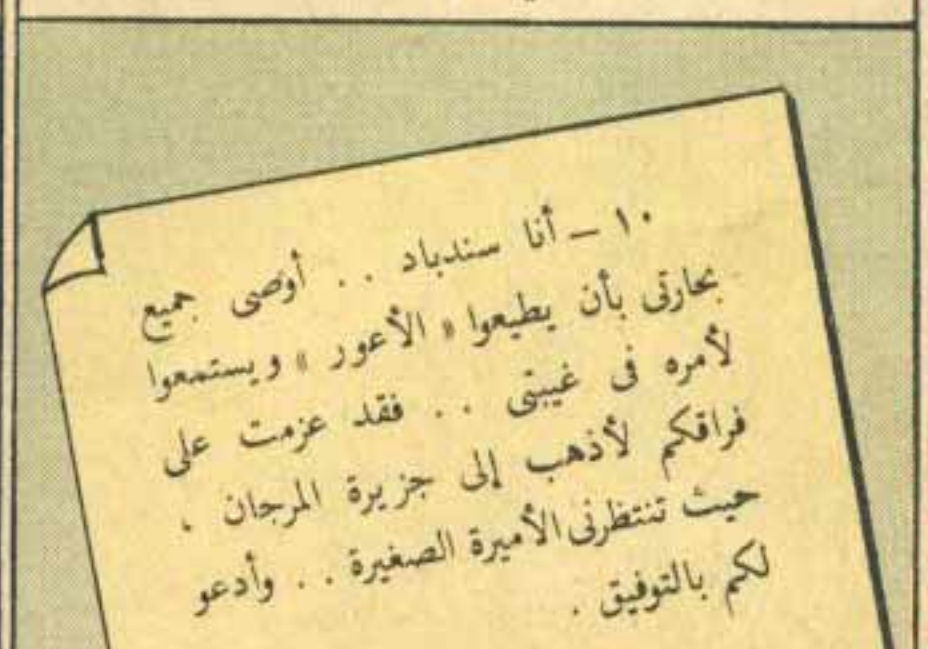 ١٠ — أنا سندباد . . أوصى جميع
بحارتى بأن يطيعوا « الأعور » ويستمعوا
لأمره فى غيبتى . . فقد عزمت على
فراقكم لأذهب إلى جزيرة المرجان ،
حيث تنتظرنى الأميرة الصغيرة . . وأدعو
لكم بالتوفيق .